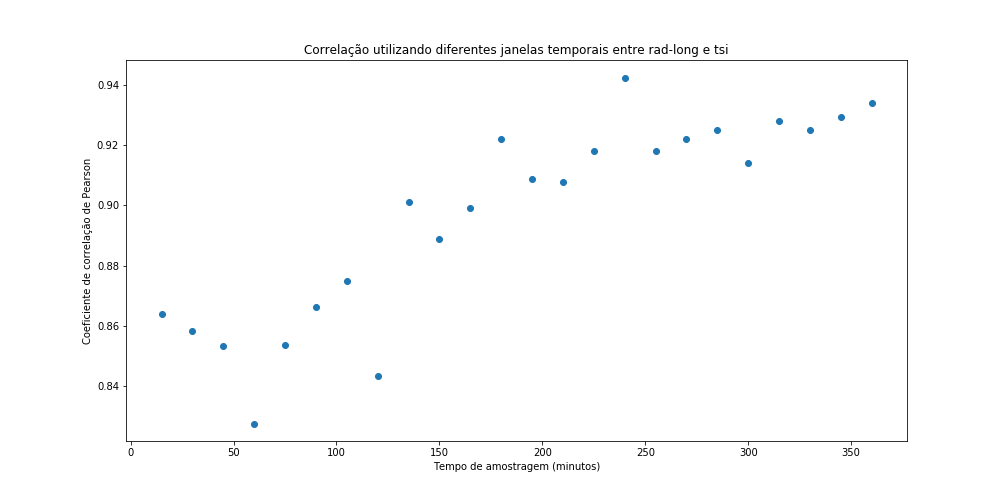 Correlação utilizando diferentes janelas temporais entre rad-long e tsi
Coeficiente de correlação de Pearson
0.94
0.92
0.90
0.88
0.86
0.84
0 50 100 150 200 250 300 350
Tempo de amostragem (minutos)